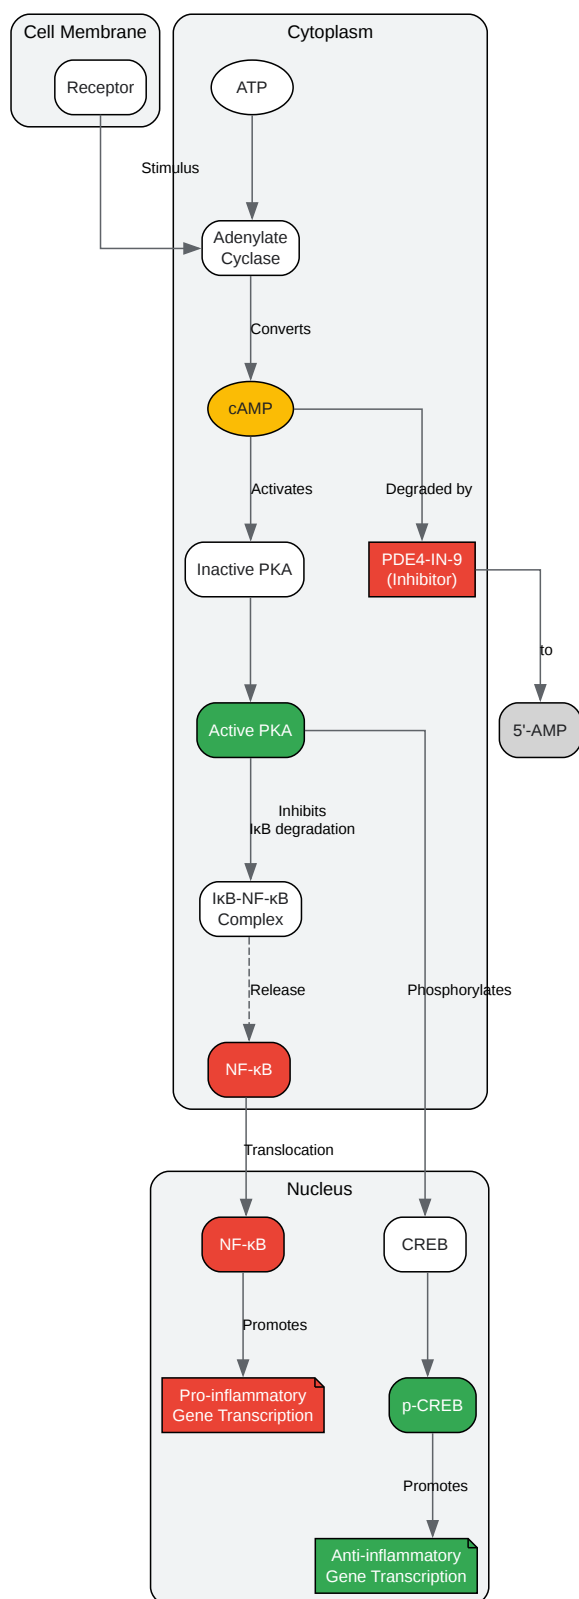 Cell Membrane
Cytoplasm
Receptor
ATP
Stimulus
Adenylate
Cyclase
Converts
cAMP
Activates
Degraded by
Inactive PKA
PDE4-IN-9
(Inhibitor)
to
Active PKA
5'-AMP
Inhibits
IκB degradation
IκB-NF-κB
Complex
Release
Phosphorylates
NF-κB
Translocation
Nucleus
NF-κB
CREB
Promotes
Pro-inflammatory
Gene Transcription
p-CREB
Promotes
Anti-inflammatory
Gene Transcription